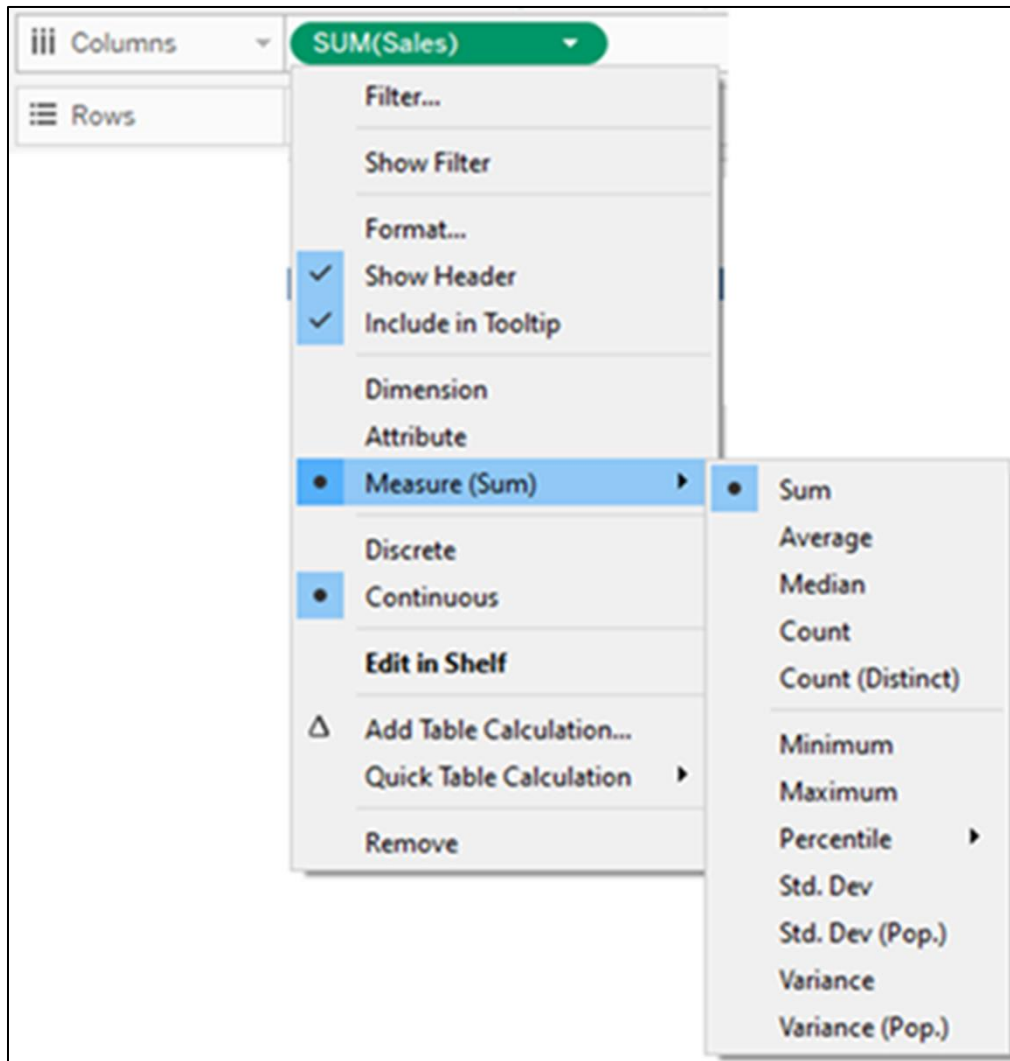 Columns
SUM(Sales)
Rows
Filter...
Show Filter
Format...
Show Header
Include in Tooltip
Dimension
Attribute
Measure (Sum)
Discrete
Continuous
Edit in Shelf
Add Table Calculation...
Quick Table Calculation
Remove
Sum
Average
Median
Count
Count (Distinct)
Minimum
Maximum
Percentile
Std. Dev
Std. Dev (Pop.)
Variance
Variance (Pop.)